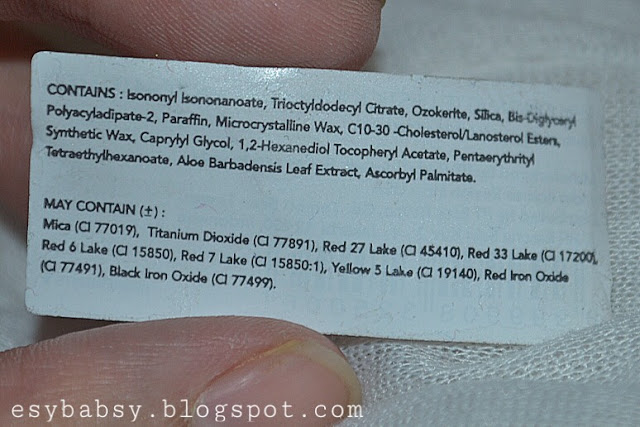 CONTAINS : Isononyl Isononanoate, Trioctyldodecyl Citrate, Ozokerite, Silica, Bis-Diglyceryl
Polyacyladipate-2, Paraffin, Microcrystalline Wax, C10-30 -Cholesterol/Lanosterol Esters,
Synthetic Wax, Caprylyl Glycol, 1,2-Hexanediol Tocopheryl Acetate, Pentaerythrityl
Tetraethylhexanoate, Aloe Barbadensis Leaf Extract, Ascorbyl Palmitate.
MAY CONTAIN (±) :
Mica (CI 77019), Titanium Dioxide (CI 77891), Red 27 Lake (CI 45410), Red 33 Lake (CI 17200),
Red 6 Lake (CI 15850), Red 7 Lake (CI 15850:1), Yellow 5 Lake (CI 19140), Red Iron Oxide
(CI 77491), Black Iron Oxide (CI 77499).
esybabsy.blogspot.com